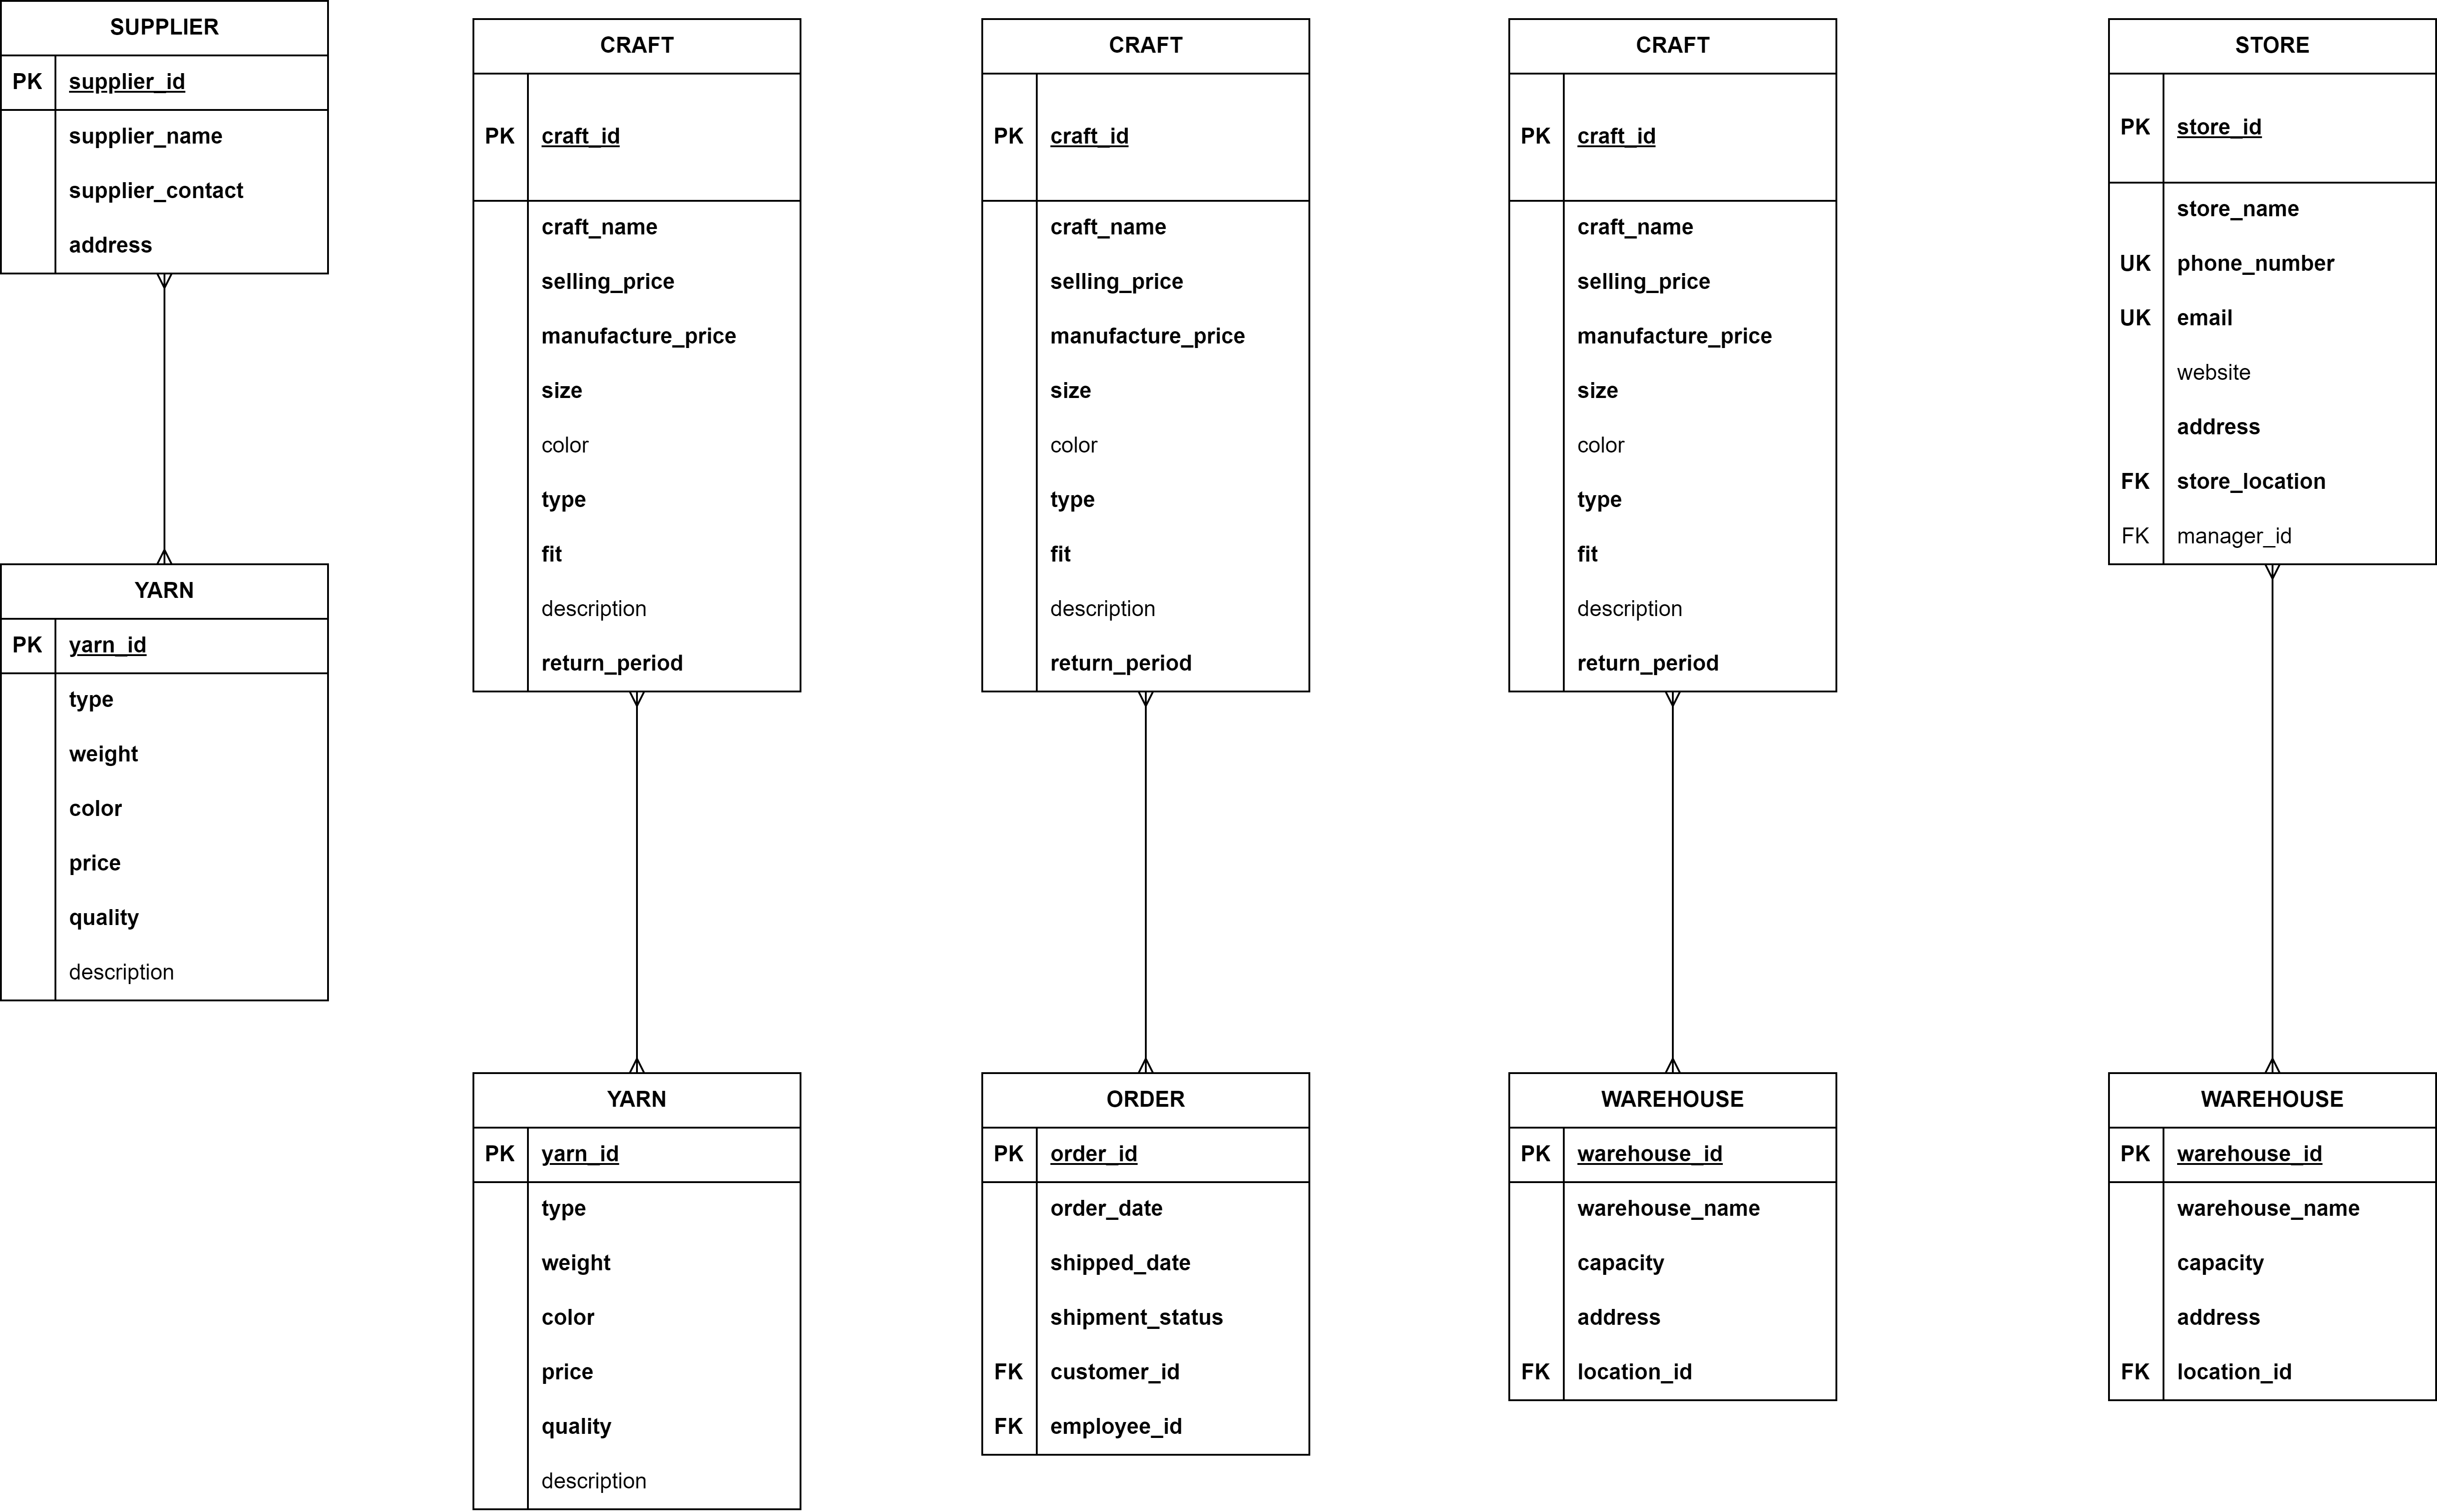 SUPPLIER
PK supplier_id
supplier_name
supplier_contact
address
YARN
PK yarn_id
type
weight
color
price
quality
description
CRAFT
PK craft_id
craft_name
selling_price
manufacture_price
size
color
type
fit
description
return_period
YARN
PK yarn_id
type
weight
color
price
quality
description
CRAFT
PK craft_id
craft_name
selling_price
manufacture_price
size
color
type
fit
description
return_period
ORDER
PK order_id
order_date
shipped_date
shipment_status
FK customer_id
FK employee_id
CRAFT
PK craft_id
craft_name
selling_price
manufacture_price
size
color
type
fit
description
return_period
WAREHOUSE
PK warehouse_id
warehouse_name
capacity
address
FK location_id
STORE
PK store_id
store_name
UK phone_number
UK email
website
address
FK store_location
FK manager_id
WAREHOUSE
PK warehouse_id
warehouse_name
capacity
address
FK location_id